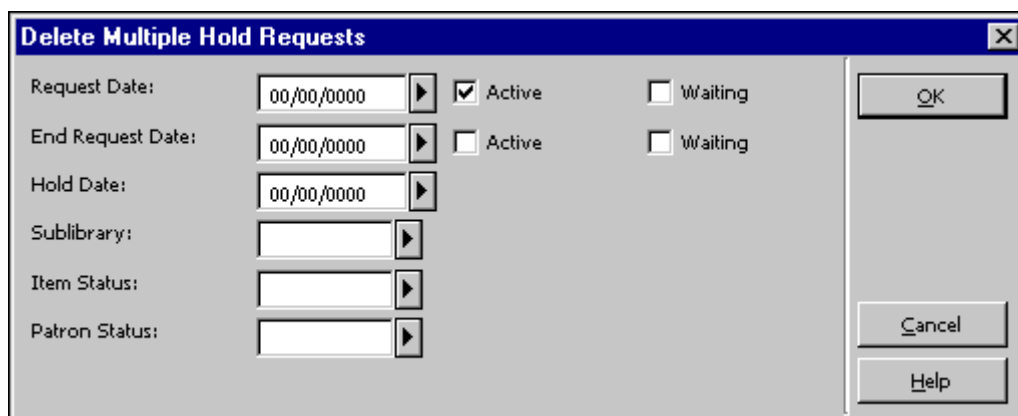 Delete Multiple Hold Requests
Request Date: 00/00/0000 Active Waiting
OK
End Request Date: 00/00/0000 Active Waiting
Hold Date: 00/00/0000
Sublibrary:
Item Status:
Patron Status:
Cancel
Help